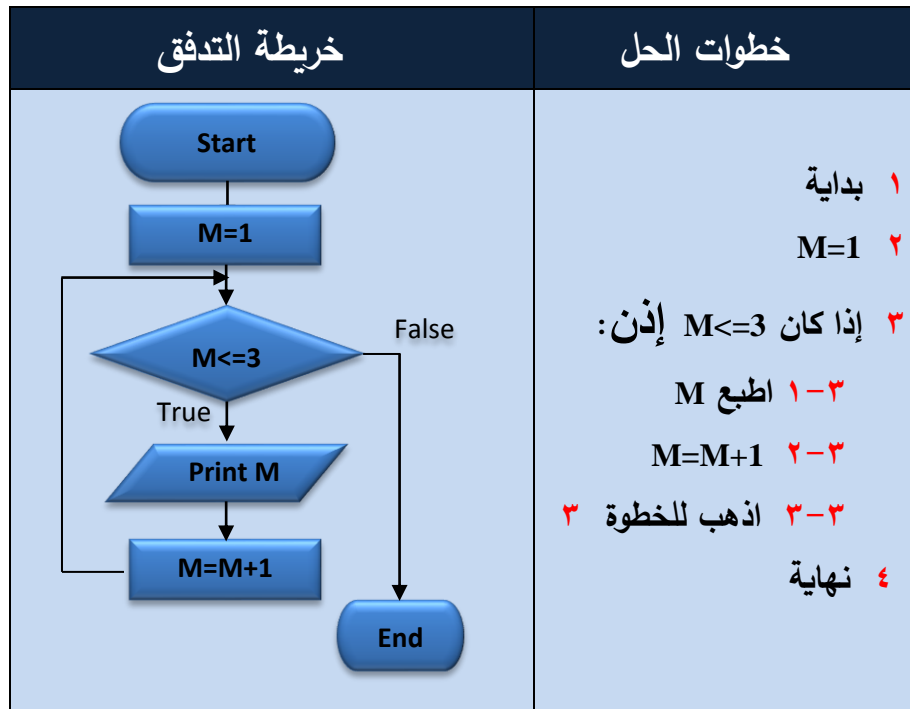 خطوات الحل
١ بداية
٢ M=1
٣ إذا كان M<=3 إذن:
٣-١ اطبع M
٣-٢ M=M+1
٣-٣ اذهب للخطوة ٣
٤ نهاية
خريطة التدفق
Start
M=1
M<=3
False
True
Print M
M=M+1
End